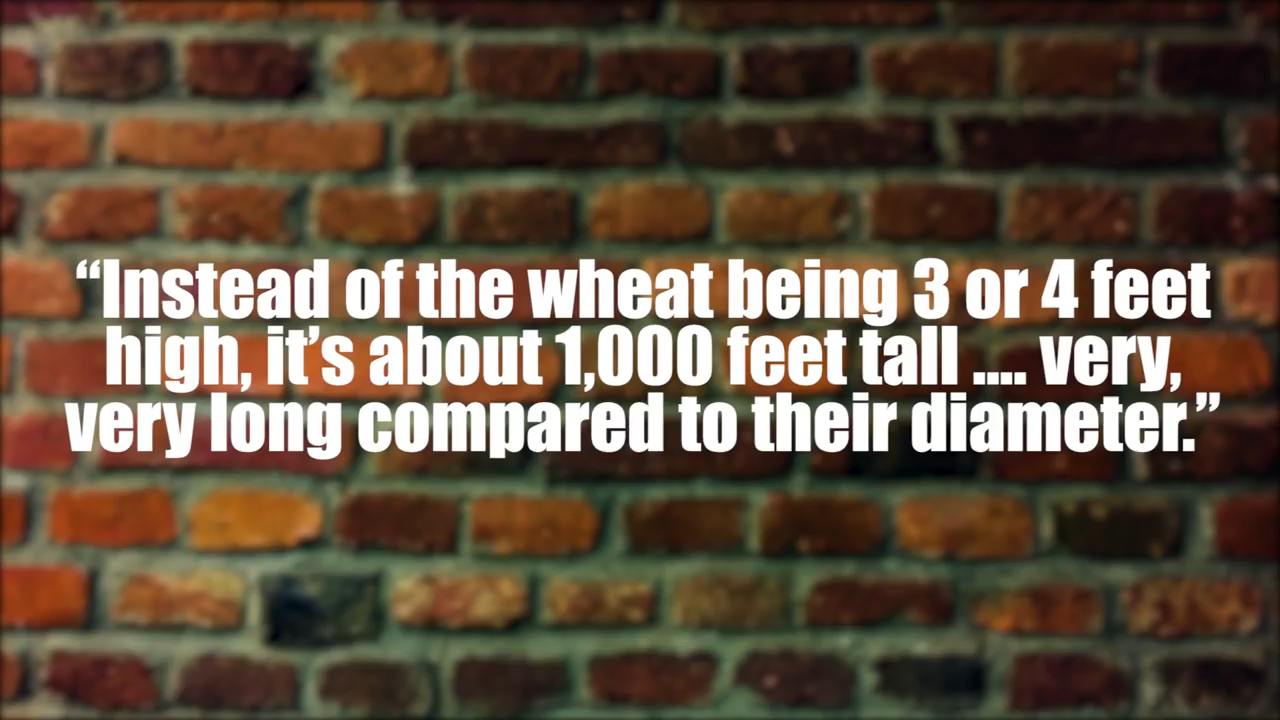 “Instead of the wheat being 3 or 4 feet
high, it’s about 1,000 feet tall .... very,
very long compared to their diameter.”